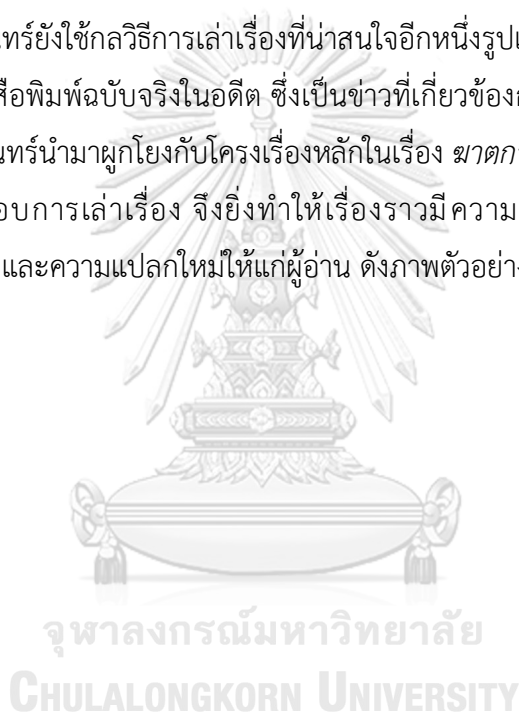 ทร์ยังใช้กลวิธีการเล่าเรื่องที่น่าสนใจอีกหนึ่งรูปแ
สือพิมพ์ฉบับจริงในอดีต ซึ่งเป็นข่าวที่เกี่ยวข้องก
นทร์นำมาผูกโยงกับโครงเรื่องหลักในเรื่อง ฆาตก
อบการเล่าเรื่อง จึงยิ่งทำให้เรื่องราวมีความ
และความแปลกใหม่ให้แก่ผู้อ่าน ดังภาพตัวอย่าง
จุฬาลงกรณ์มหาวิทยาลัย
CHULALONGKORN UNIVERSITY